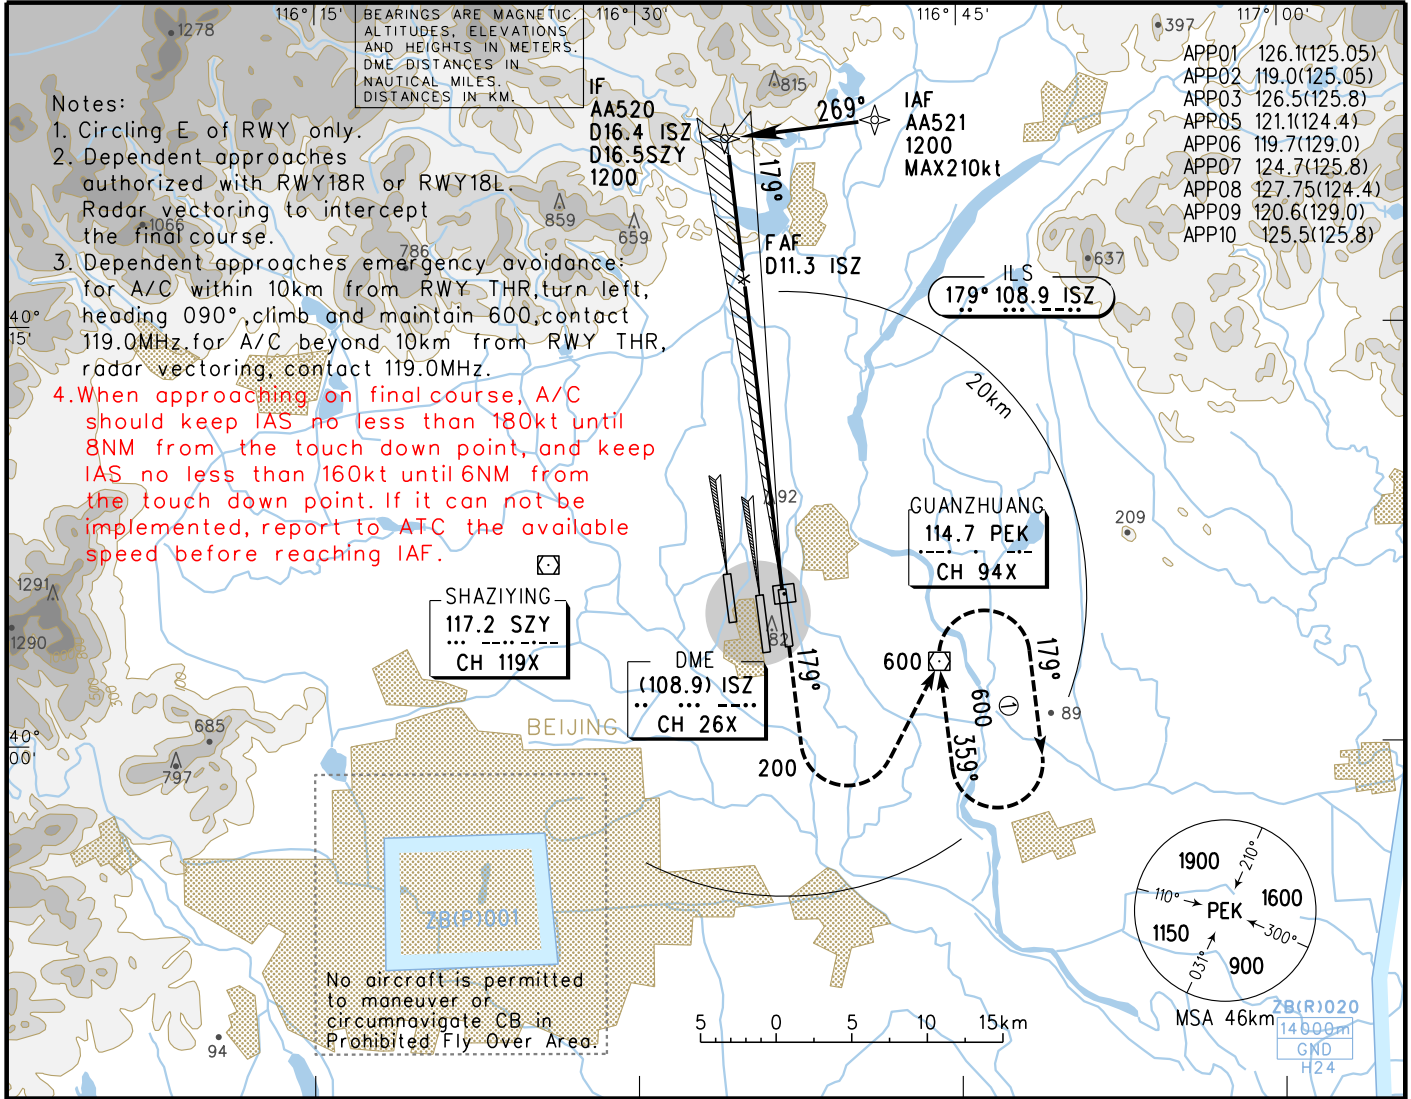 116° 15'
116° 30'
116° 45'
117° 00'
BEARINGS ARE MAGNETIC.
ALTITUDES, ELEVATIONS
AND HEIGHTS IN METERS.
DME DISTANCES IN
NAUTICAL MILES.
DISTANCES IN KM.
1278
397
815
APP01 126.1(125.05)
APP02 119.0(125.05)
APP03 126.5(125.8)
APP05 121.1(124.4)
APP06 119.7(129.0)
APP07 124.7(125.8)
APP08 127.75(124.4)
APP09 120.6(129.0)
APP10 125.5(125.8)
Notes:
1. Circling E of RWY only.
2. Dependent approaches
authorized with RWY18R or RWY18L.
Radar vectoring to intercept
the final course.
3. Dependent approaches emergency avoidance:
for A/C within 10km from RWY THR,turn left,
heading 090°,climb and maintain 600,contact
119.0MHz.for A/C beyond 10km from RWY THR,
radar vectoring, contact 119.0MHz.
4.When approaching on final course, A/C
should keep IAS no less than 180kt until
8NM from the touch down point, and keep
IAS no less than 160kt until 6NM from
the touch down point. If it can not be
implemented, report to ATC the available
speed before reaching IAF.
IF
AA520
D16.4 ISZ
D16.5SZY
1200
269°
IAF
AA521
1200
MAX210kt
179°
1066
786
859
659
637
FAF
D11.3 ISZ
ILS
179° 108.9 ISZ
40°
15'
20km
92
209
GUANZHUANG
114.7 PEK
CH 94X
1291
1290
SHAZIYING
117.2 SZY
CH 119X
82
DME
(108.9) ISZ
CH 26X
179°
200
600
600
359°
1
179°
89
500
300
685
797
40°
00'
BEIJING
ZB(P)001
No aircraft is permitted
to maneuver or
circumnavigate CB in
Prohibited Fly Over Area.
94
5 0 5 10 15km
1900
210°
1600
110°
PEK
300°
1150
031°
900
MSA 46km
ZB(R)020
14000m
GND
H24